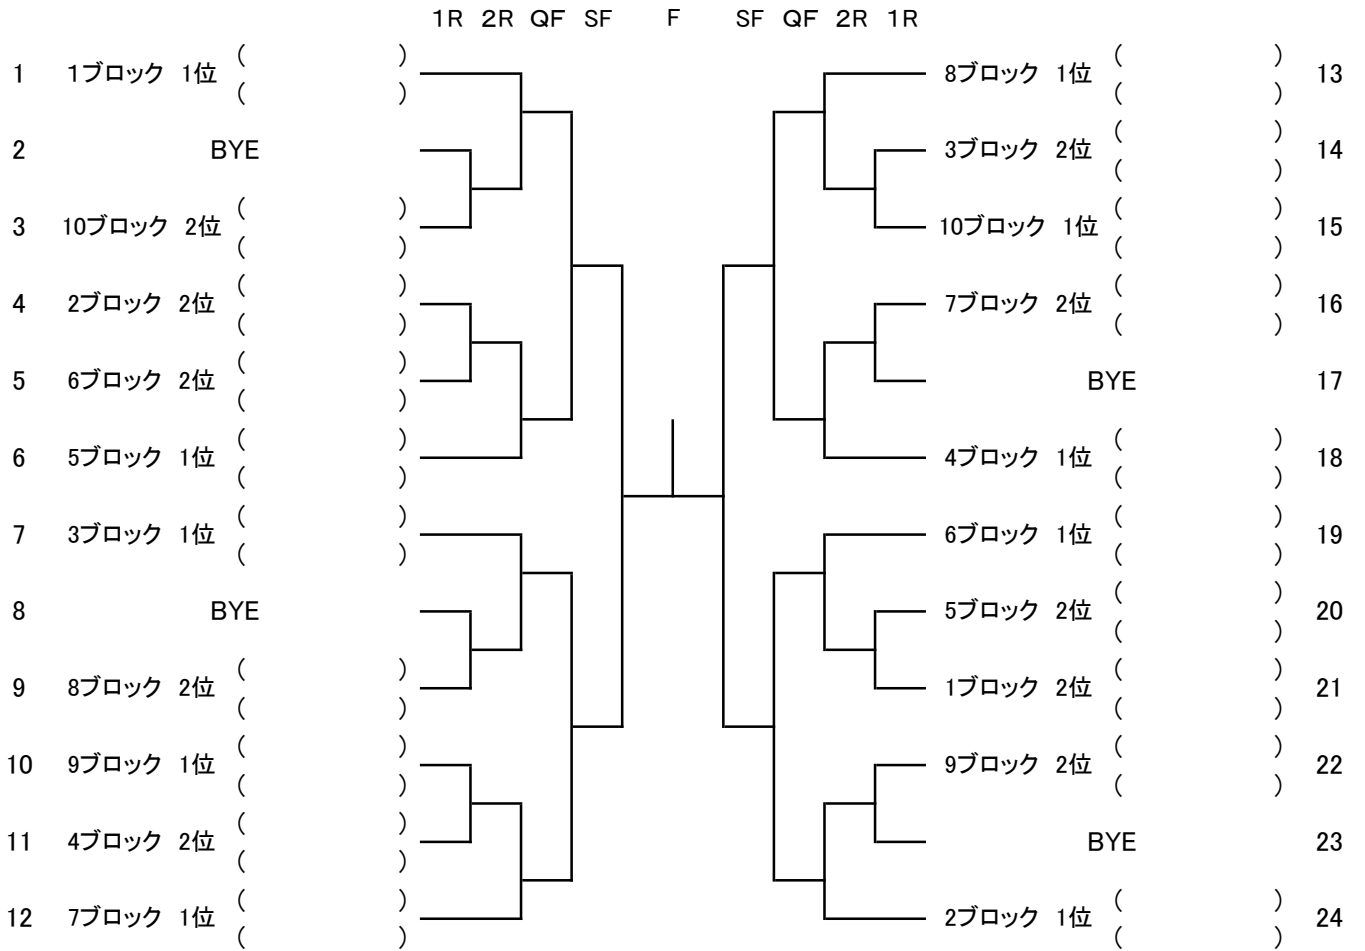 1R 2R QF SF F SF QF 2R 1R
1 1ブロック 1位 ( ) ( ) 8ブロック 1位 ( ) ( ) 13
2 BYE 3ブロック 2位 ( ) ( ) 14
3 10ブロック 2位 ( ) ( ) 10ブロック 1位 ( ) ( ) 15
4 2ブロック 2位 ( ) ( ) 7ブロック 2位 ( ) ( ) 16
5 6ブロック 2位 ( ) ( ) BYE 17
6 5ブロック 1位 ( ) ( ) 4ブロック 1位 ( ) ( ) 18
7 3ブロック 1位 ( ) ( ) 6ブロック 1位 ( ) ( ) 19
8 BYE 5ブロック 2位 ( ) ( ) 20
9 8ブロック 2位 ( ) ( ) 1ブロック 2位 ( ) ( ) 21
10 9ブロック 1位 ( ) ( ) 9ブロック 2位 ( ) ( ) 22
11 4ブロック 2位 ( ) ( ) BYE 23
12 7ブロック 1位 ( ) ( ) 2ブロック 1位 ( ) ( ) 24